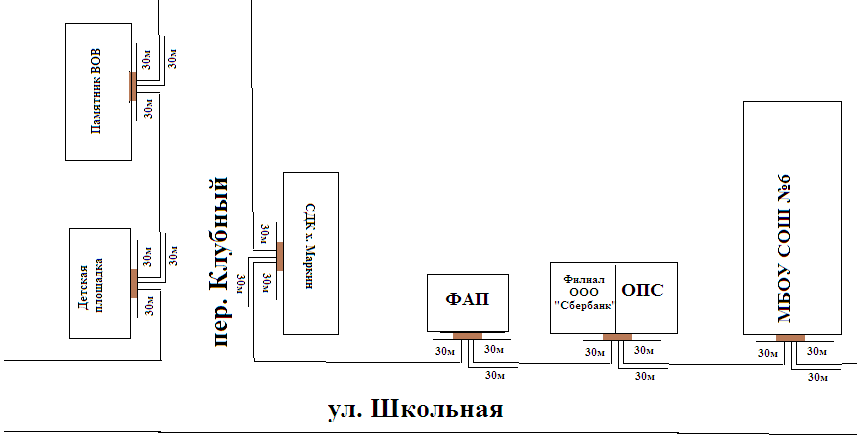 Памятник ВОВ
30м
30м
30м
Детская
площадка
30м
30м
30м
пер. Клубный
СДК х. Маркин
30м
30м
30м
ФАП
30м
30м
30м
Филиал
ООО
"Сбербанк"
ОПС
30м
30м
30м
МБОУ СОШ №6
30м
30м
30м
ул. Школьная